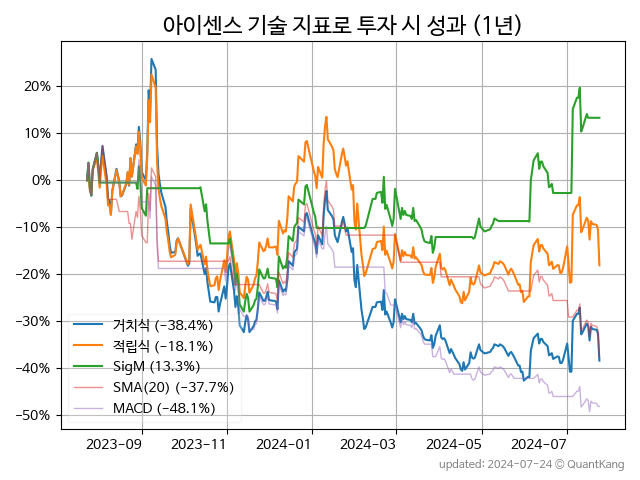 아이센스 기술 지표로 투자 시 성과 (1년)
20%
10%
0%
−10%
−20%
−30%
−40%
−50%
거치식 (−38.4%)
적립식 (−18.1%)
SigM (13.3%)
SMA(20) (−37.7%)
MACD (−48.1%)
2023−09 2023−11 2024−01 2024−03 2024−05 2024−07
updated: 2024−07−24 © QuantKang